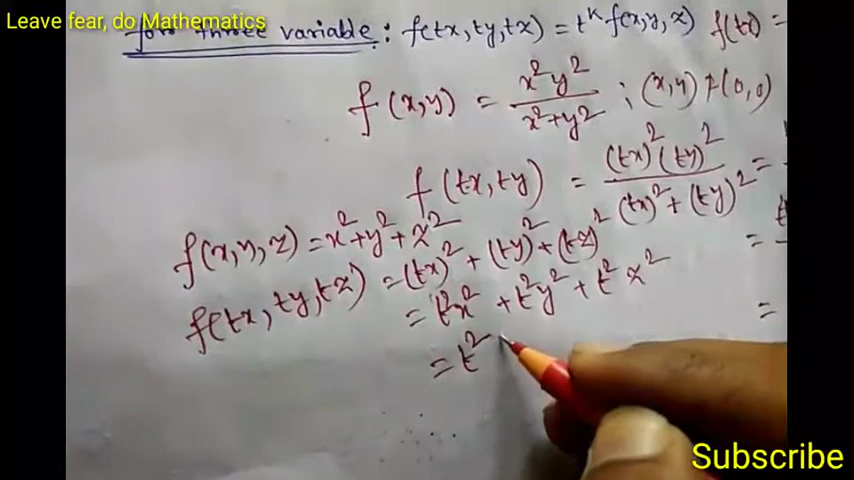 Leave fear, do Mathematics
for three variable: f(tx, ty, tz) = t^k f(x, y, z) f(tx) =
f(x, y) = x²y² / x²+y² ; (x, y) ≠ (0, 0)
f(tx, ty) = (tx)²(ty)² / (tx)² + (ty)² =
f(x, y, z) = x² + y² + z²
f(tx, ty, tz) = (tx)² + (ty)² + (tz)² =
= t²x² + t²y² + t²z² =
= t²
Subscribe